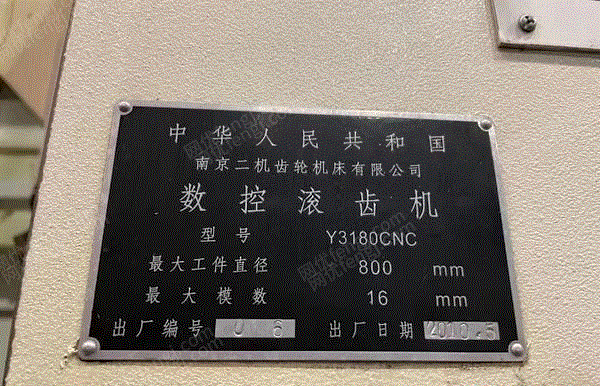 中华人民共和国
南京二机齿轮机床有限公司
数控滚齿机
型号 Y3180CNC
最大工件直径 800 mm
最大模数 16 mm
出厂编号 出厂日期 2010.5